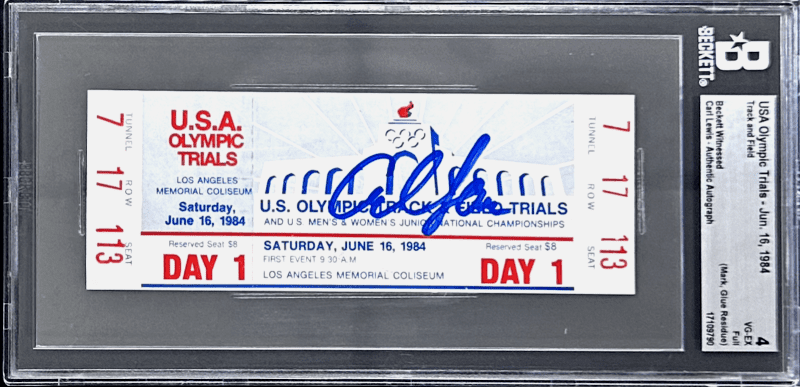 7 TUNNEL
17 ROW
113 SEAT
U.S.A.
OLYMPIC
TRIALS
LOS ANGELES
MEMORIAL COLISEUM
Saturday,
June 16, 1984
Reserved Seat $8
DAY 1
U.S. OLYMPIC TRACK & FIELD TRIALS
AND U.S. MEN'S & WOMEN'S JUNIOR NATIONAL CHAMPIONSHIPS
SATURDAY, JUNE 16, 1984
FIRST EVENT 9:30 A.M.
LOS ANGELES MEMORIAL COLISEUM
Reserved Seat $8
DAY 1
TUNNEL 7
ROW 17
SEAT 113
B
BECKETT
USA Olympic Trials - Jun. 16, 1984
Track and Field
Beckett Witnessed
Carl Lewis - Authentic Autograph
4
VG-EX
Full
(Mark, Glue Residue)
17109790